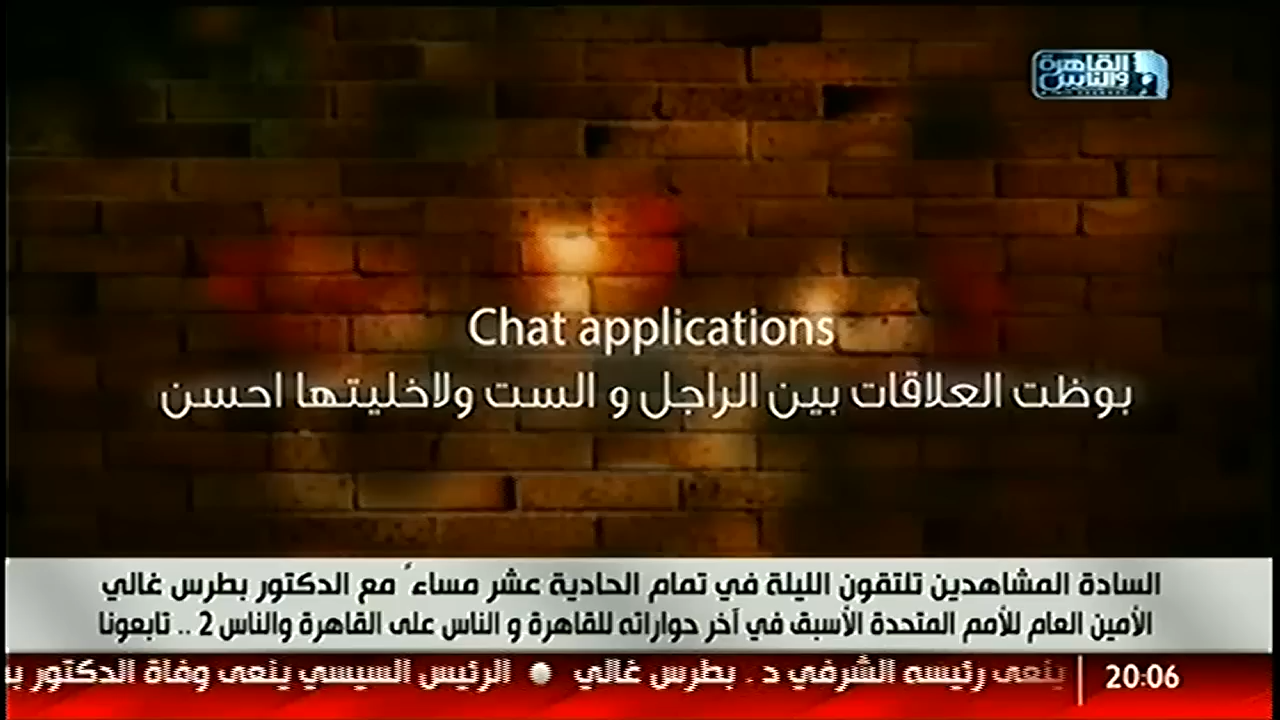 القاهرة
والناس
Chat applications
بوظت العلاقات بين الراجل و الست ولاخليتها احسن
السادة المشاهدين تلتقون الليلة في تمام الحادية عشر مساءً مع الدكتور بطرس غالي
الأمين العام للأمم المتحدة الأسبق في آخر حواراته للقاهرة و الناس على القاهرة والناس 2 .. تابعونا
20:06
ينعى رئيسه الشرفي د . بطرس غالي ● الرئيس السيسي ينعى وفاة الدكتور